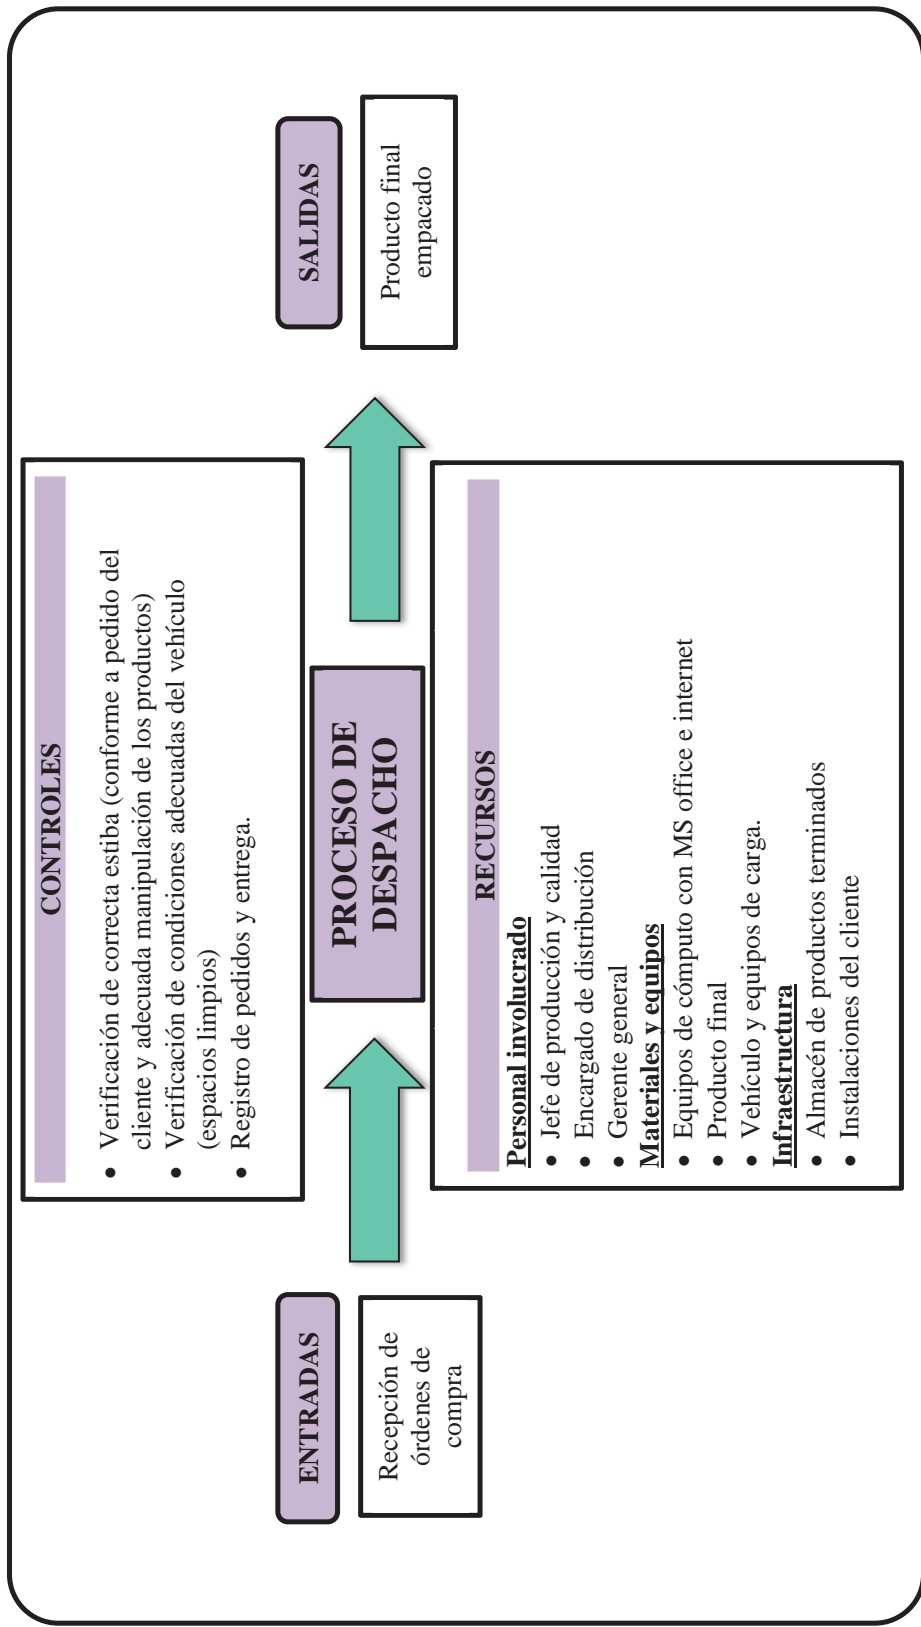 CONTROLES
• Verificación de correcta estiba (conforme a pedido del
cliente y adecuada manipulación de los productos)
• Verificación de condiciones adecuadas del vehículo
(espacios limpios)
• Registro de pedidos y entrega.
ENTRADAS
Recepción de
órdenes de
compra
PROCESO DE
DESPACHO
SALIDAS
Producto final
empacado
RECURSOS
Personal involucrado
• Jefe de producción y calidad
• Encargado de distribución
• Gerente general
Materiales y equipos
• Equipos de cómputo con MS office e internet
• Producto final
• Vehículo y equipos de carga.
Infraestructura
• Almacén de productos terminados
• Instalaciones del cliente